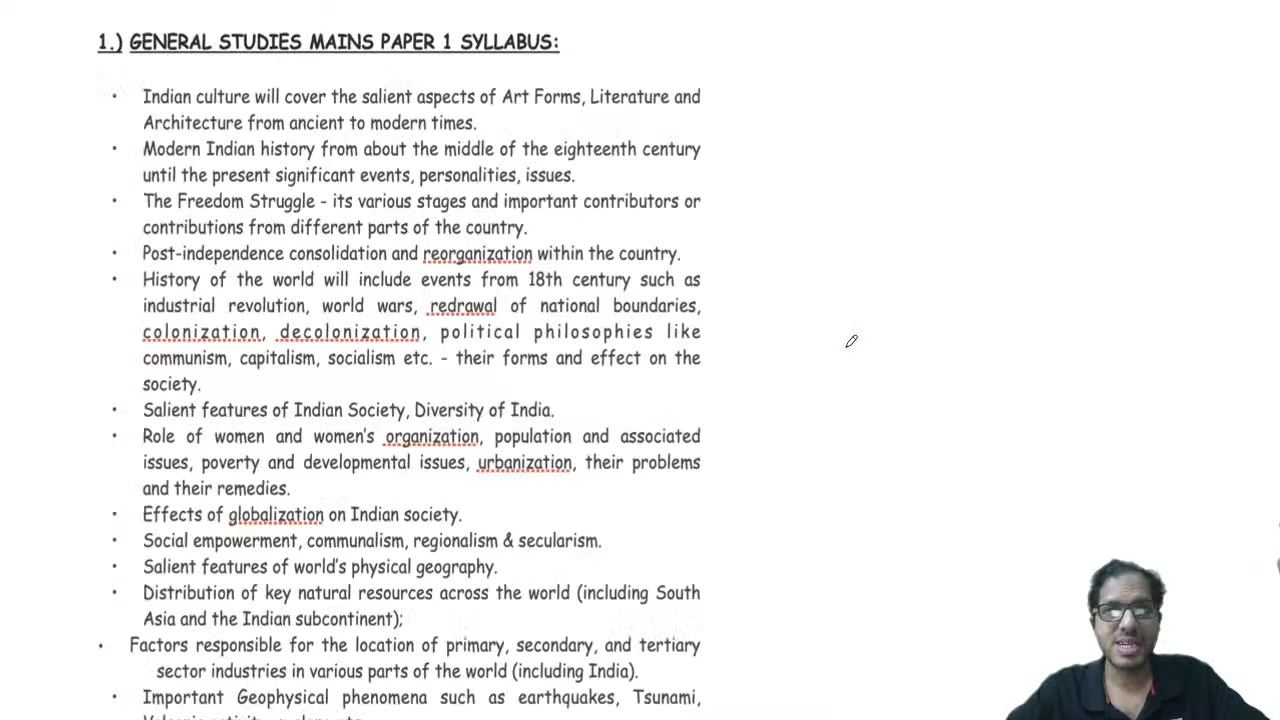 1.) GENERAL STUDIES MAINS PAPER 1 SYLLABUS:
• Indian culture will cover the salient aspects of Art Forms, Literature and
Architecture from ancient to modern times.
• Modern Indian history from about the middle of the eighteenth century
until the present significant events, personalities, issues.
• The Freedom Struggle - its various stages and important contributors or
contributions from different parts of the country.
• Post-independence consolidation and reorganization within the country.
• History of the world will include events from 18th century such as
industrial revolution, world wars, redrawal of national boundaries,
colonization, decolonization, political philosophies like
communism, capitalism, socialism etc. - their forms and effect on the
society.
• Salient features of Indian Society, Diversity of India.
• Role of women and women's organization, population and associated
issues, poverty and developmental issues, urbanization, their problems
and their remedies.
• Effects of globalization on Indian society.
• Social empowerment, communalism, regionalism & secularism.
• Salient features of world's physical geography.
• Distribution of key natural resources across the world (including South
Asia and the Indian subcontinent);
• Factors responsible for the location of primary, secondary, and tertiary
sector industries in various parts of the world (including India).
• Important Geophysical phenomena such as earthquakes, Tsunami,